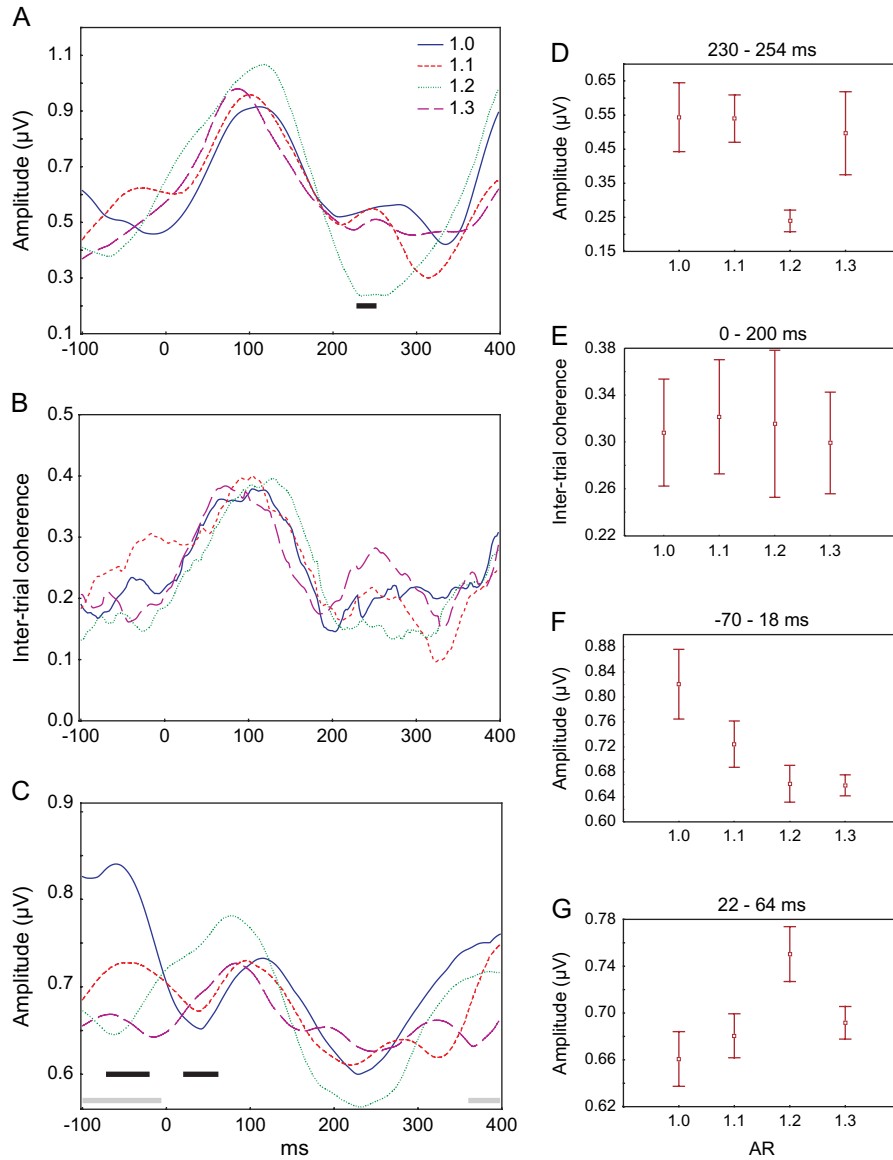 A
Amplitude (µV)
1.1
0.9
0.7
0.5
0.3
0.1
-100 0 100 200 300 400
1.0
1.1
1.2
1.3
B
Inter-trial coherence
0.5
0.4
0.3
0.2
0.1
0.0
-100 0 100 200 300 400
C
Amplitude (µV)
0.9
0.8
0.7
0.6
-100 0 100 200 300 400
ms
D
230 - 254 ms
Amplitude (µV)
0.65
0.55
0.45
0.35
0.25
0.15
1.0 1.1 1.2 1.3
E
0 - 200 ms
Inter-trial coherence
0.38
0.34
0.30
0.26
0.22
1.0 1.1 1.2 1.3
F
-70 - 18 ms
Amplitude (µV)
0.88
0.84
0.80
0.76
0.72
0.68
0.64
0.60
1.0 1.1 1.2 1.3
G
22 - 64 ms
Amplitude (µV)
0.78
0.74
0.70
0.66
0.62
1.0 1.1 1.2 1.3
AR